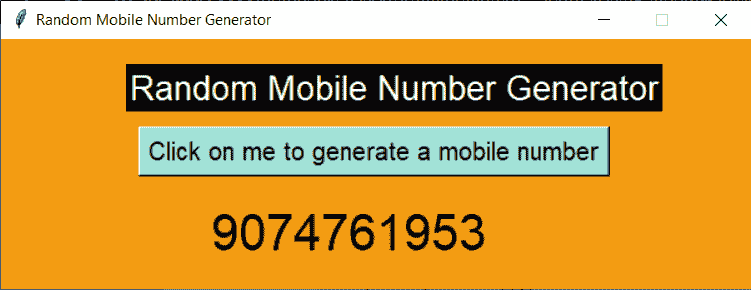 Random Mobile Number Generator
Random Mobile Number Generator
Click on me to generate a mobile number
9074761953